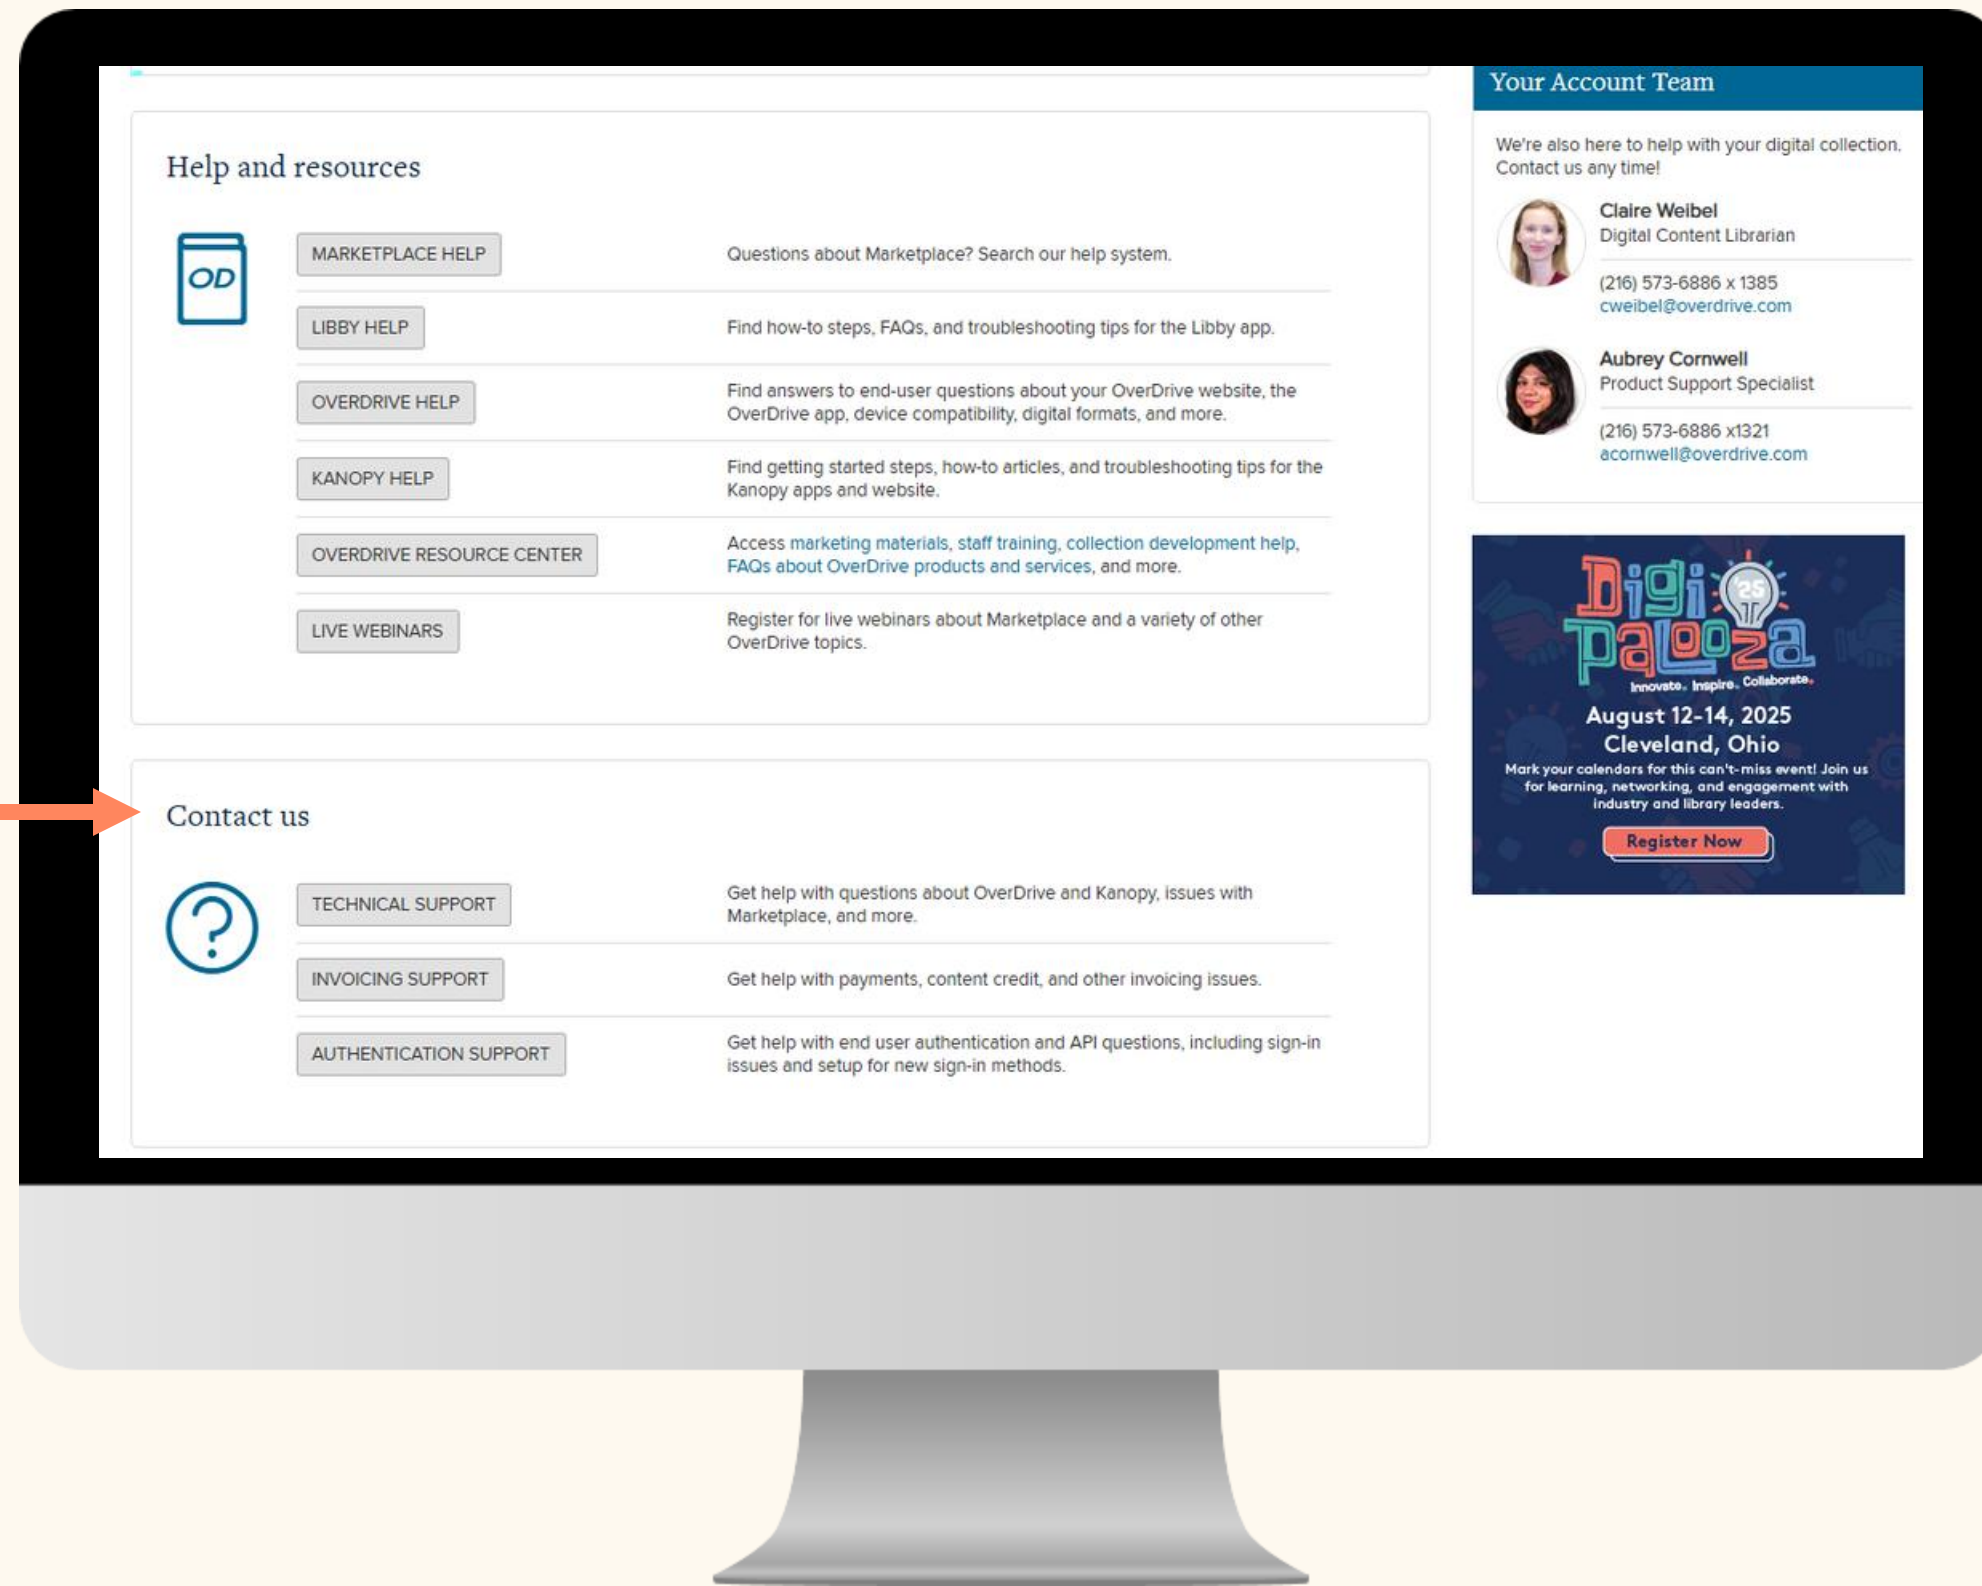 Help and resources
OD
MARKETPLACE HELP
Questions about Marketplace? Search our help system.
LIBBY HELP
Find how-to steps, FAQs, and troubleshooting tips for the Libby app.
OVERDRIVE HELP
Find answers to end-user questions about your OverDrive website, the
OverDrive app, device compatibility, digital formats, and more.
KANOPY HELP
Find getting started steps, how-to articles, and troubleshooting tips for the
Kanopy apps and website.
OVERDRIVE RESOURCE CENTER
Access marketing materials, staff training, collection development help,
FAQs about OverDrive products and services, and more.
LIVE WEBINARS
Register for live webinars about Marketplace and a variety of other
OverDrive topics.
Contact us
?
TECHNICAL SUPPORT
Get help with questions about OverDrive and Kanopy, issues with
Marketplace, and more.
INVOICING SUPPORT
Get help with payments, content credit, and other invoicing issues.
AUTHENTICATION SUPPORT
Get help with end user authentication and API questions, including sign-in
issues and setup for new sign-in methods.
Your Account Team
We're also here to help with your digital collection.
Contact us any time!
Claire Weibel
Digital Content Librarian
(216) 573-6886 x 1385
cweibel@overdrive.com
Aubrey Cornwell
Product Support Specialist
(216) 573-6886 x1321
acornwell@overdrive.com
Digi '25
palooza
Innovate. Inspire. Collaborate.
August 12-14, 2025
Cleveland, Ohio
Mark your calendars for this can't-miss event! Join us
for learning, networking, and engagement with
industry and library leaders.
Register Now